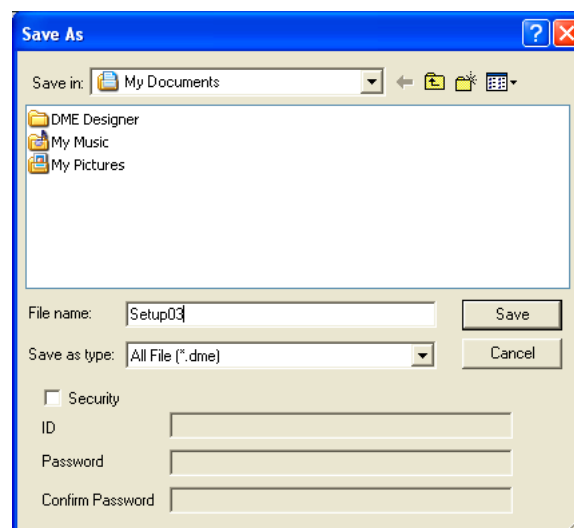 Save As
Save in: My Documents
DME Designer
My Music
My Pictures
File name: Setup03
Save
Save as type: All File (*.dme)
Cancel
Security
ID
Password
Confirm Password